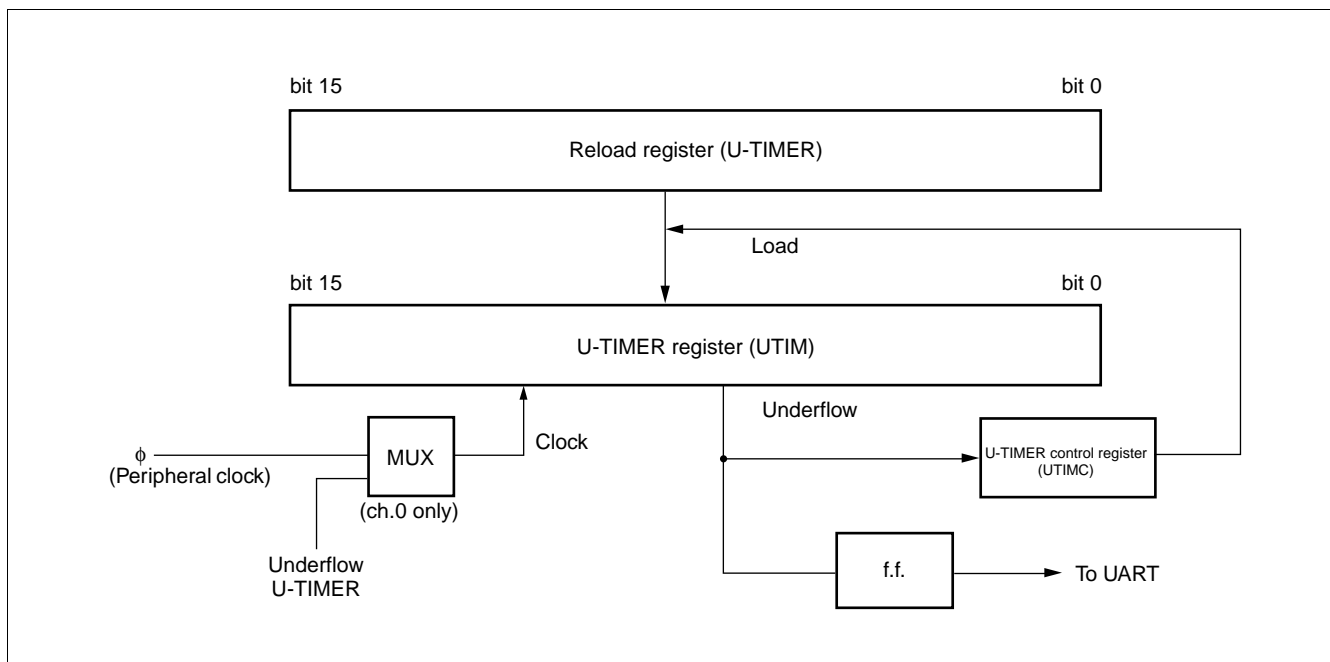 bit 15
bit 0
Reload register (U-TIMER)
Load
bit 15
bit 0
U-TIMER register (UTIM)
Underflow
Clock
ϕ
(Peripheral clock)
MUX
(ch.0 only)
U-TIMER control register
(UTIMC)
Underflow
U-TIMER
f.f.
To UART